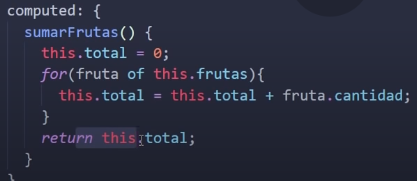 computed: {
sumarFrutas() {
this.total = 0;
for(fruta of this.frutas){
this.total = this.total + fruta.cantidad;
}
return this.total;
}
}